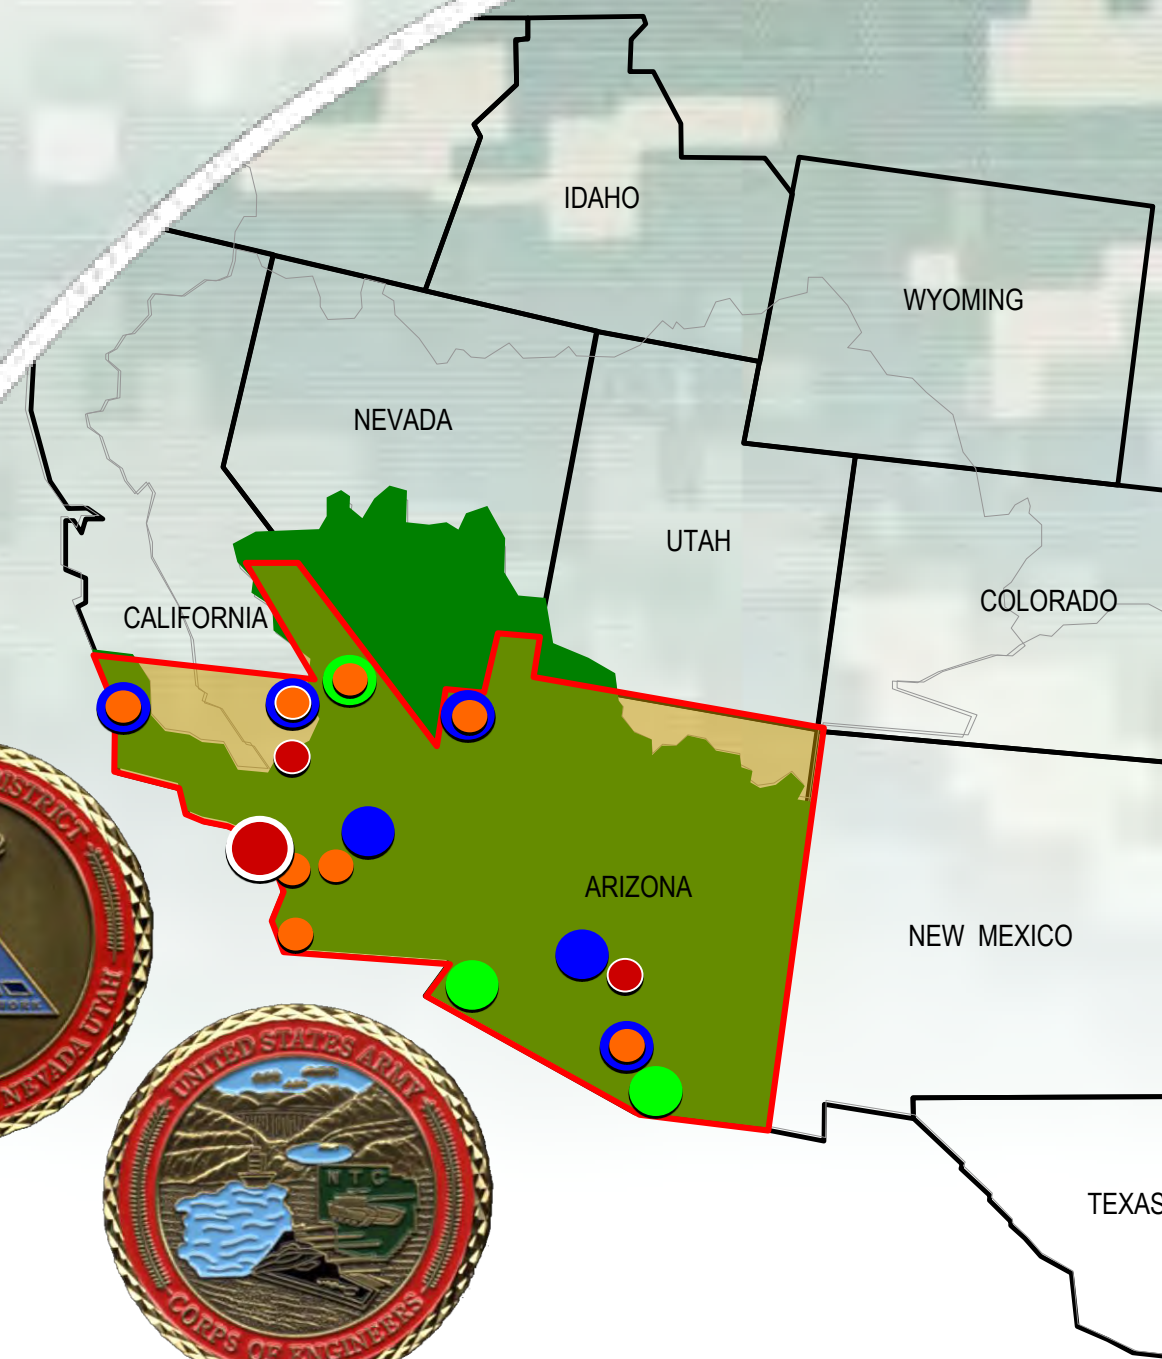 IDAHO
WYOMING
NEVADA
UTAH
COLORADO
CALIFORNIA
ARIZONA
NEW MEXICO
TEXAS
DISTRICT
NEVADA UTAH
UNITED STATES ARMY
NTC
CORPS OF ENGINEERS